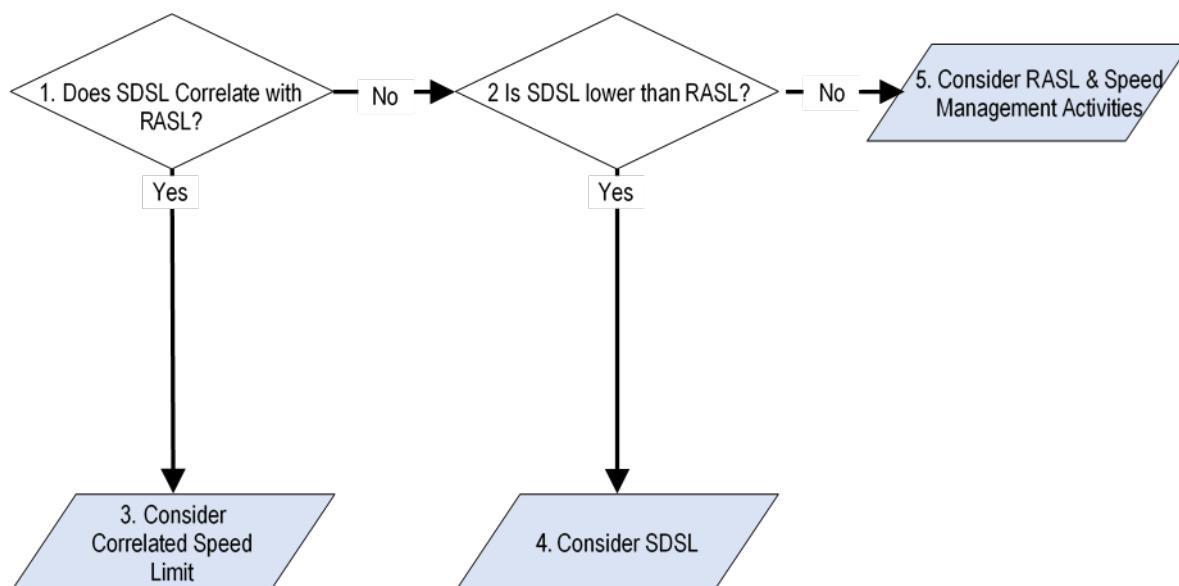 1. Does SDSL Correlate with
RASL?
No
2 Is SDSL lower than RASL?
No
5. Consider RASL & Speed
Management Activities
Yes
Yes
3. Consider
Correlated Speed
Limit
4. Consider SDSL